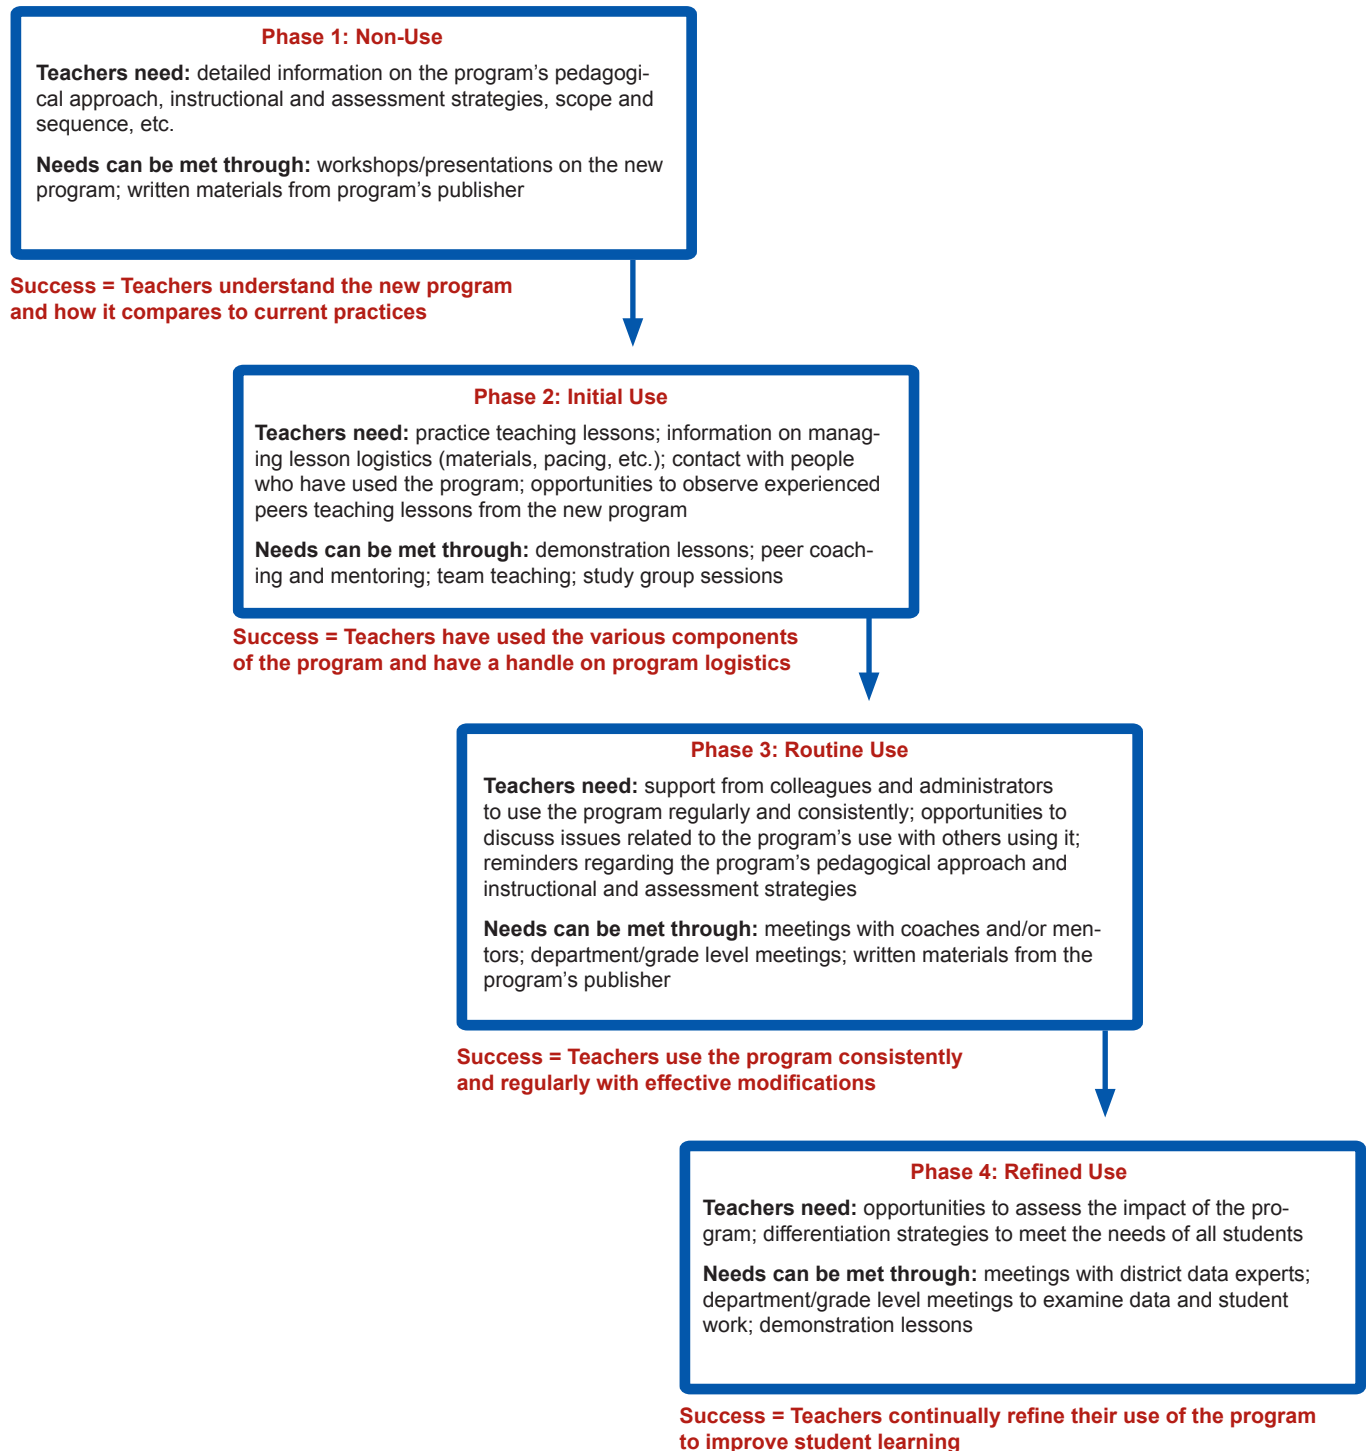 Phase 1: Non-Use
Teachers need: detailed information on the program’s pedagogi-
cal approach, instructional and assessment strategies, scope and
sequence, etc.
Needs can be met through: workshops/presentations on the new
program; written materials from program’s publisher
Success = Teachers understand the new program
and how it compares to current practices
Phase 2: Initial Use
Teachers need: practice teaching lessons; information on manag-
ing lesson logistics (materials, pacing, etc.); contact with people
who have used the program; opportunities to observe experienced
peers teaching lessons from the new program
Needs can be met through: demonstration lessons; peer coach-
ing and mentoring; team teaching; study group sessions
Success = Teachers have used the various components
of the program and have a handle on program logistics
Phase 3: Routine Use
Teachers need: support from colleagues and administrators
to use the program regularly and consistently; opportunities to
discuss issues related to the program’s use with others using it;
reminders regarding the program’s pedagogical approach and
instructional and assessment strategies
Needs can be met through: meetings with coaches and/or men-
tors; department/grade level meetings; written materials from the
program’s publisher
Success = Teachers use the program consistently
and regularly with effective modifications
Phase 4: Refined Use
Teachers need: opportunities to assess the impact of the pro-
gram; differentiation strategies to meet the needs of all students
Needs can be met through: meetings with district data experts;
department/grade level meetings to examine data and student
work; demonstration lessons
Success = Teachers continually refine their use of the program
to improve student learning